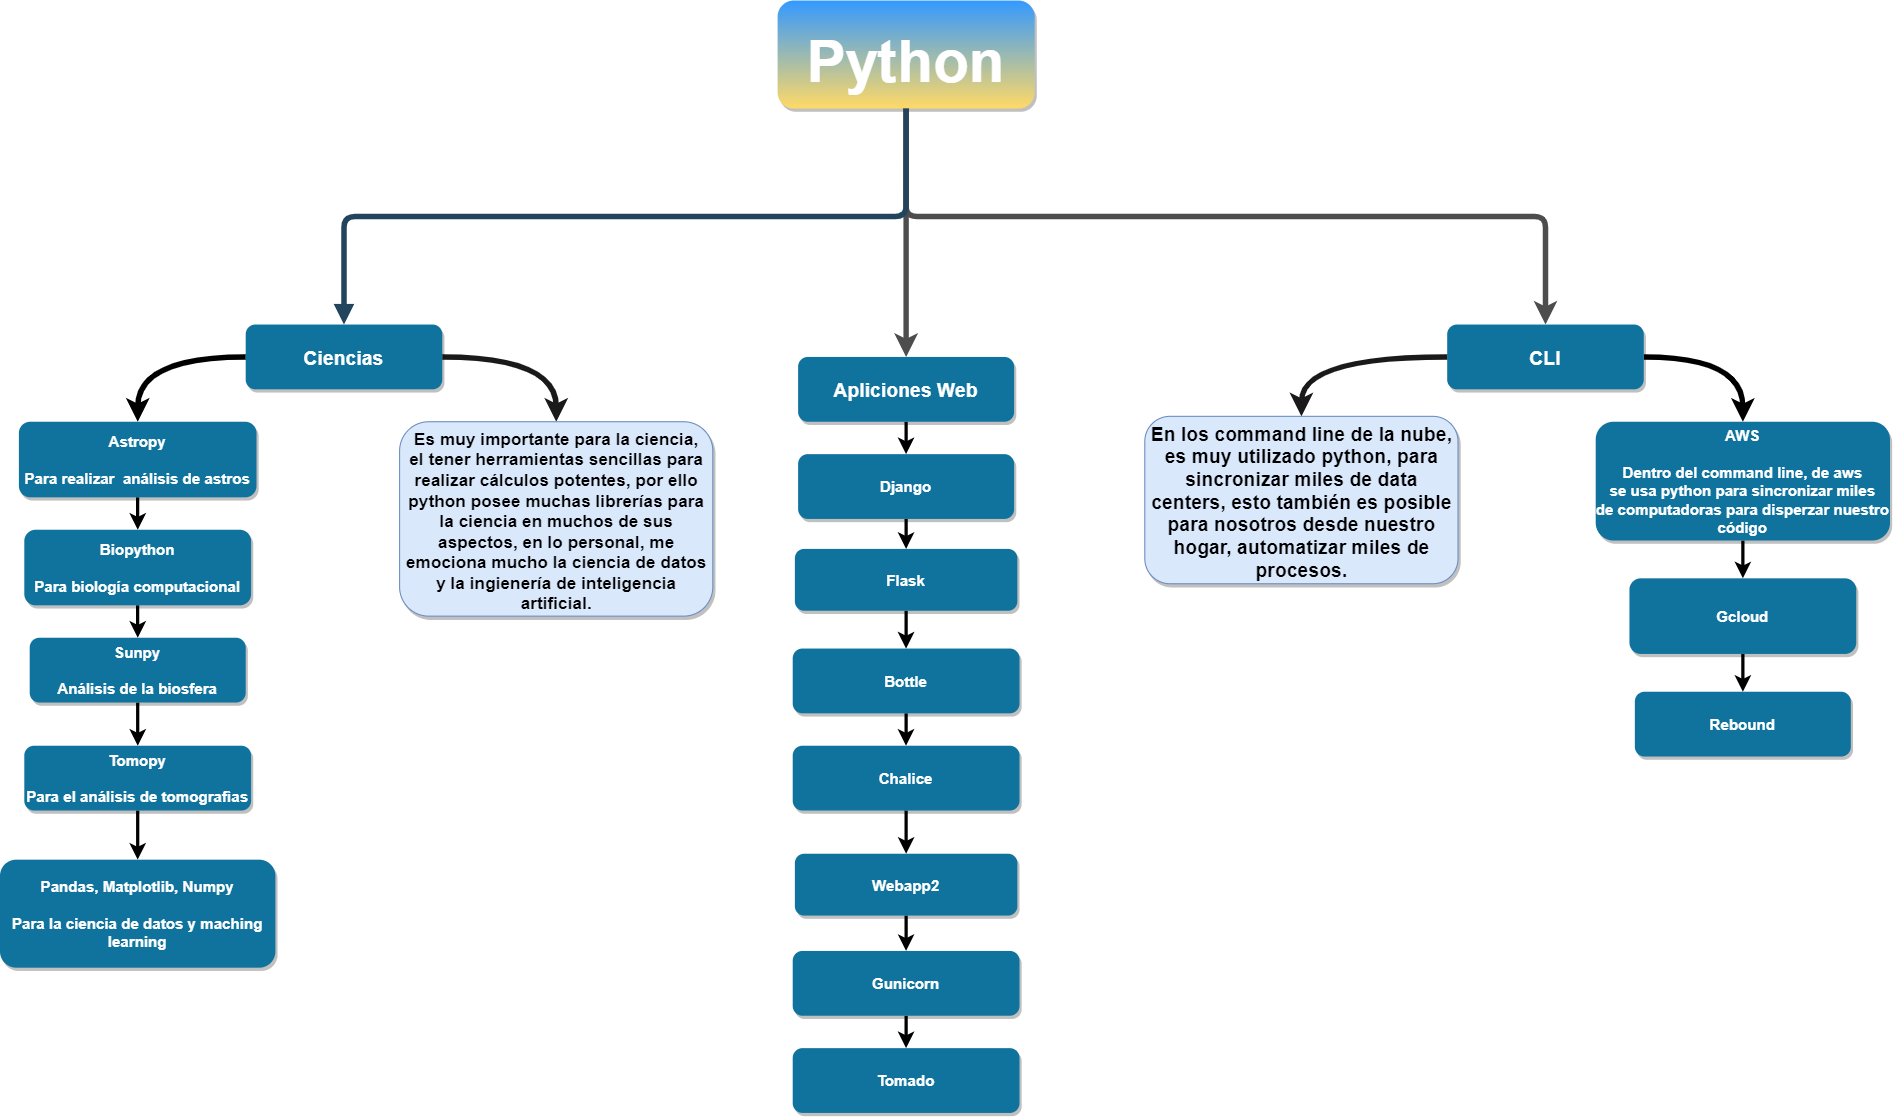 Python
Ciencias
Astropy
Para realizar  análisis de astros
Biopython
Para biología computacional
Sunpy
Análisis de la biosfera
Tomopy
Para el análisis de tomografias
Pandas, Matplotlib, Numpy
Para la ciencia de datos y maching
learning
Es muy importante para la ciencia,
el tener herramientas sencillas para
realizar cálculos potentes, por ello
python posee muchas librerías para
la ciencia en muchos de sus
aspectos, en lo personal, me
emociona mucho la ciencia de datos
y la ingienería de inteligencia
artificial.
Apliciones Web
Django
Flask
Bottle
Chalice
Webapp2
Gunicorn
Tomado
CLI
En los command line de la nube,
es muy utilizado python, para
sincronizar miles de data
centers, esto también es posible
para nosotros desde nuestro
hogar, automatizar miles de
procesos.
AWS
Dentro del command line, de aws
se usa python para sincronizar miles
de computadoras para disperzar nuestro
código
Gcloud
Rebound